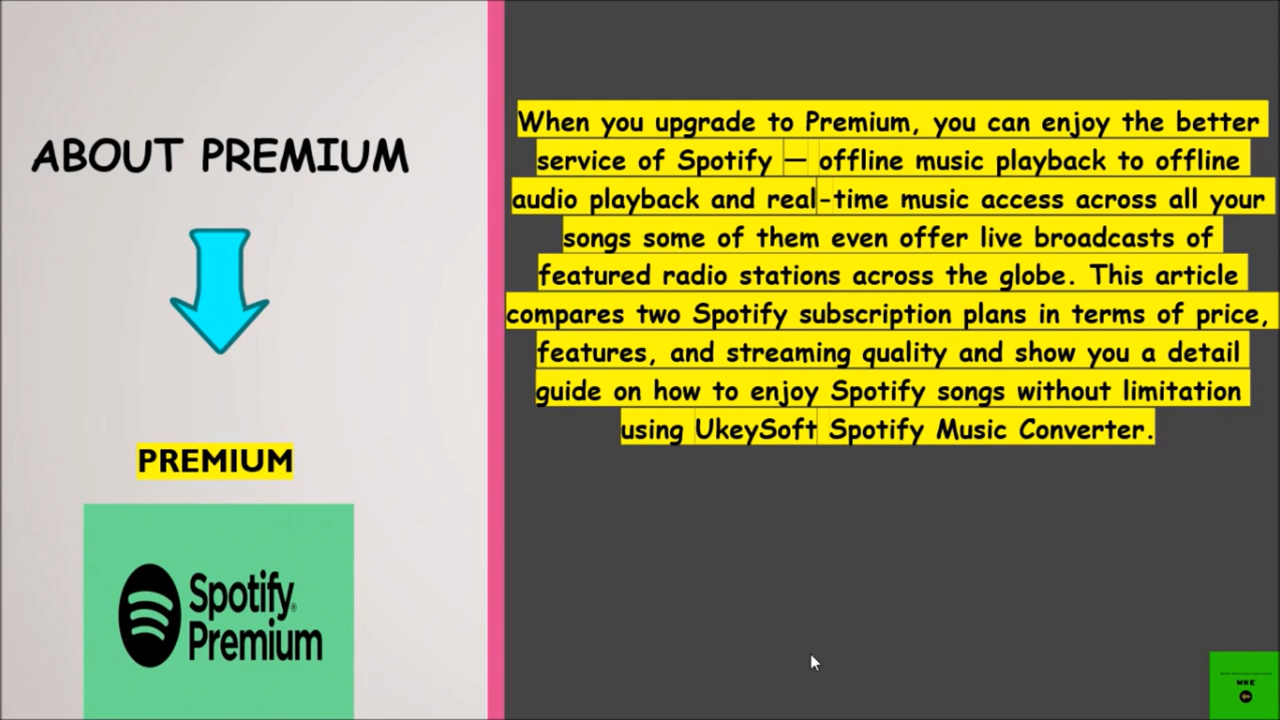 ABOUT PREMIUM
PREMIUM
Spotify®
Premium
When you upgrade to Premium, you can enjoy the better
service of Spotify — offline music playback to offline
audio playback and real-time music access across all your
songs some of them even offer live broadcasts of
featured radio stations across the globe. This article
compares two Spotify subscription plans in terms of price,
features, and streaming quality and show you a detail
guide on how to enjoy Spotify songs without limitation
using UkeySoft Spotify Music Converter.